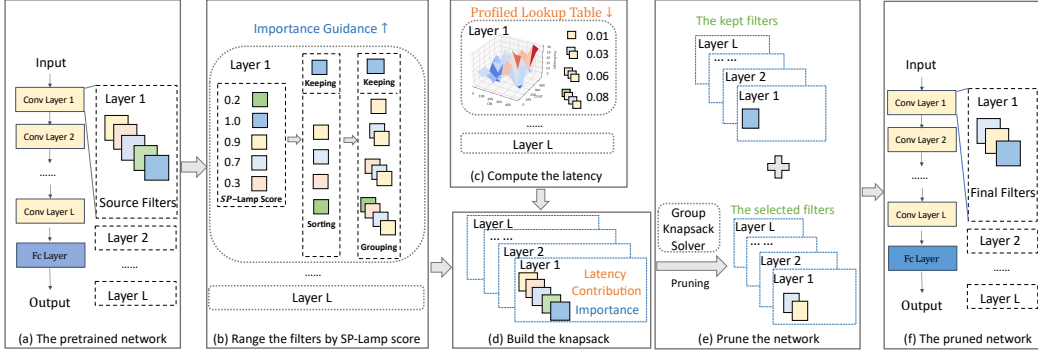 Input
Conv Layer 1
Conv Layer 2
......
Conv Layer L
Fc Layer
Output
Layer 1
Source Filters
Layer 2
......
Layer L
(a) The pretrained network
Importance Guidance ↑
Layer 1
0.2
1.0
0.9
0.7
0.3
SP-Lamp Score
Keeping
Sorting
Keeping
Grouping
......
Layer L
(b) Range the filters by SP-Lamp score
Profiled Lookup Table ↓
Layer 1
0.01
0.03
0.06
0.08
......
Layer L
(c) Compute the latency
Layer L
... ...
Layer 2
Layer 1
Latency
Contribution
Importance
(d) Build the knapsack
The kept filters
Layer L
... ...
Layer 2
Layer 1
Group
Knapsack
Solver
Pruning
The selected filters
Layer L
... ...
Layer 2
Layer 1
(e) Prune the network
Input
Conv Layer 1
Conv Layer 2
......
Conv Layer L
Fc Layer
Output
Layer 1
Final Filters
Layer 2
......
Layer L
(f) The pruned network